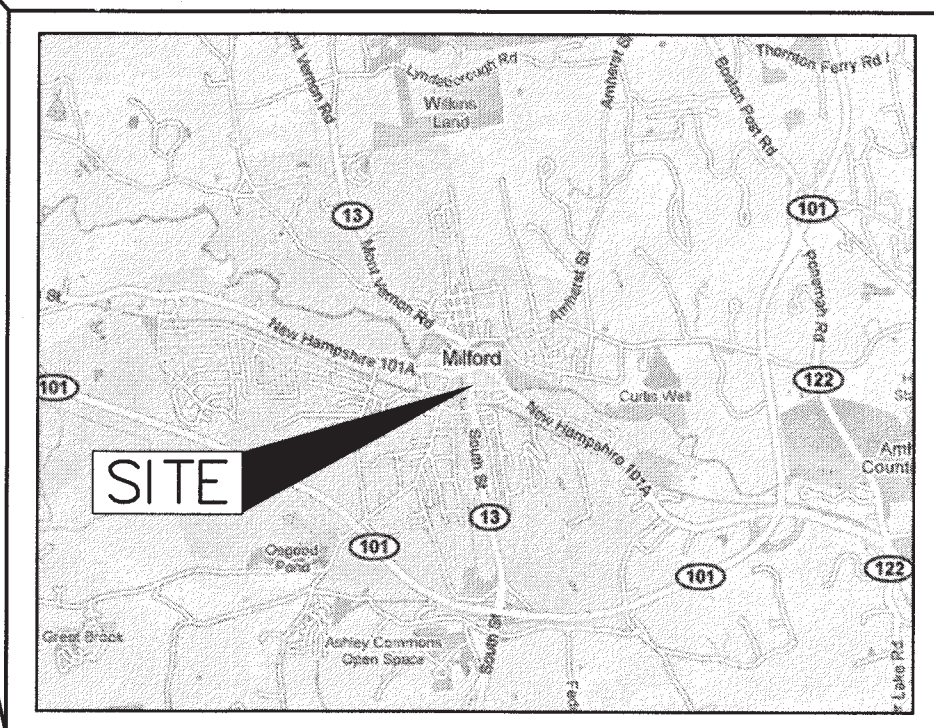 Mont Vernon Rd
Lyndeborough Rd
Wilkins
Land
Amherst St
Boston Post Rd
Thornton Ferry Rd I
13
101
Mont Vernon Rd
Amherst St
Ponemah Rd
St
New Hampshire 101A
Milford
101
Curtis Well
122
New Hampshire 101A
SITE
South St
13
101
Osgood
Pond
101
122
Great Brook
Ashley Commons
Open Space
South St
Lake Rd